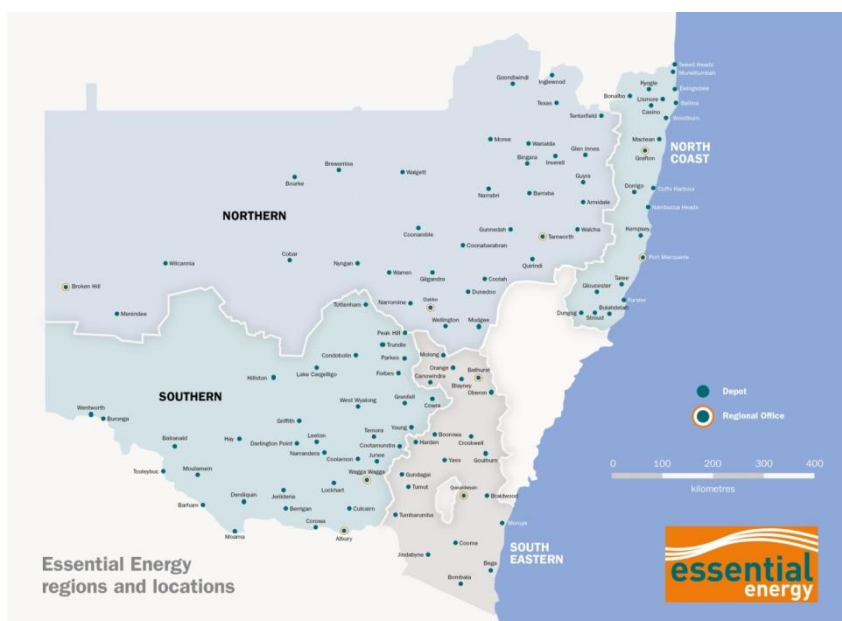 Tweed Heads
Murwillumbah
Goondiwindi
Inglewood
Kyogle
Ewingsdale
Texas
Bonalbo
Lismore
Ballina
Casino
Tenterfield
Woodburn
Moree
Warialda
Maclean
NORTH
COAST
Glen Innes
Grafton
Bingara
Inverell
Brewarrina
Walgett
Bourke
Guyra
Dorrigo
Coffs Harbour
Narrabri
Barraba
Armidale
Nambucca Heads
NORTHERN
Coonamble
Gunnedah
Tamworth
Walcha
Kempsey
Coonabarabran
Port Macquarie
Wilcannia
Cobar
Nyngan
Quirindi
Warren
Gilgandra
Coolah
Taree
Broken Hill
Gloucester
Dunedoo
Forster
Tottenham
Narromine
Dubbo
Bulahdelah
Menindee
Dungog
Stroud
Wellington
Mudgee
Peak Hill
Trundle
Condobolin
Parkes
Molong
Lake Cargelligo
Orange
Bathurst
Hillston
Forbes
Canowindra
Blayney
Oberon
Depot
SOUTHERN
Grenfell
West Wyalong
Cowra
Regional Office
Wentworth
Buronga
Griffith
Young
Temora
Boorowa
Balranald
Hay
Leeton
Darlington Point
Cootamundra
Harden
Crookwell
Narrandera
Junee
Goulburn
Coolamon
Yass
0 100 200 300 400
Tooleybuc
Moulamein
Wagga Wagga
Gundagai
kilometres
Lockhart
Tumut
Queanbeyan
Deniliquin
Jerilderie
Braidwood
Barham
Berrigan
Culcairn
Tumbarumba
Moruya
Corowa
Moama
Albury
Cooma
SOUTH
EASTERN
Jindabyne
Bega
Bombala
Essential Energy
regions and locations
essential
energy